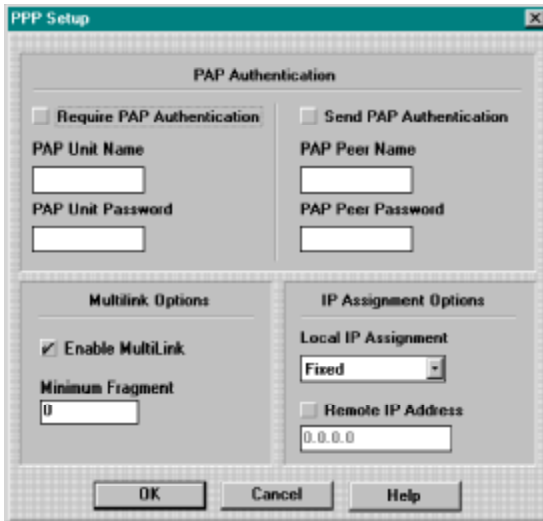 PPP Setup
PAP Authentication
Require PAP Authentication
Send PAP Authentication
PAP Unit Name
PAP Peer Name
PAP Unit Password
PAP Peer Password
Multilink Options
IP Assignment Options
Enable MultiLink
Local IP Assignment
Fixed
Minimum Fragment
0
Remote IP Address
0.0.0.0
OK
Cancel
Help